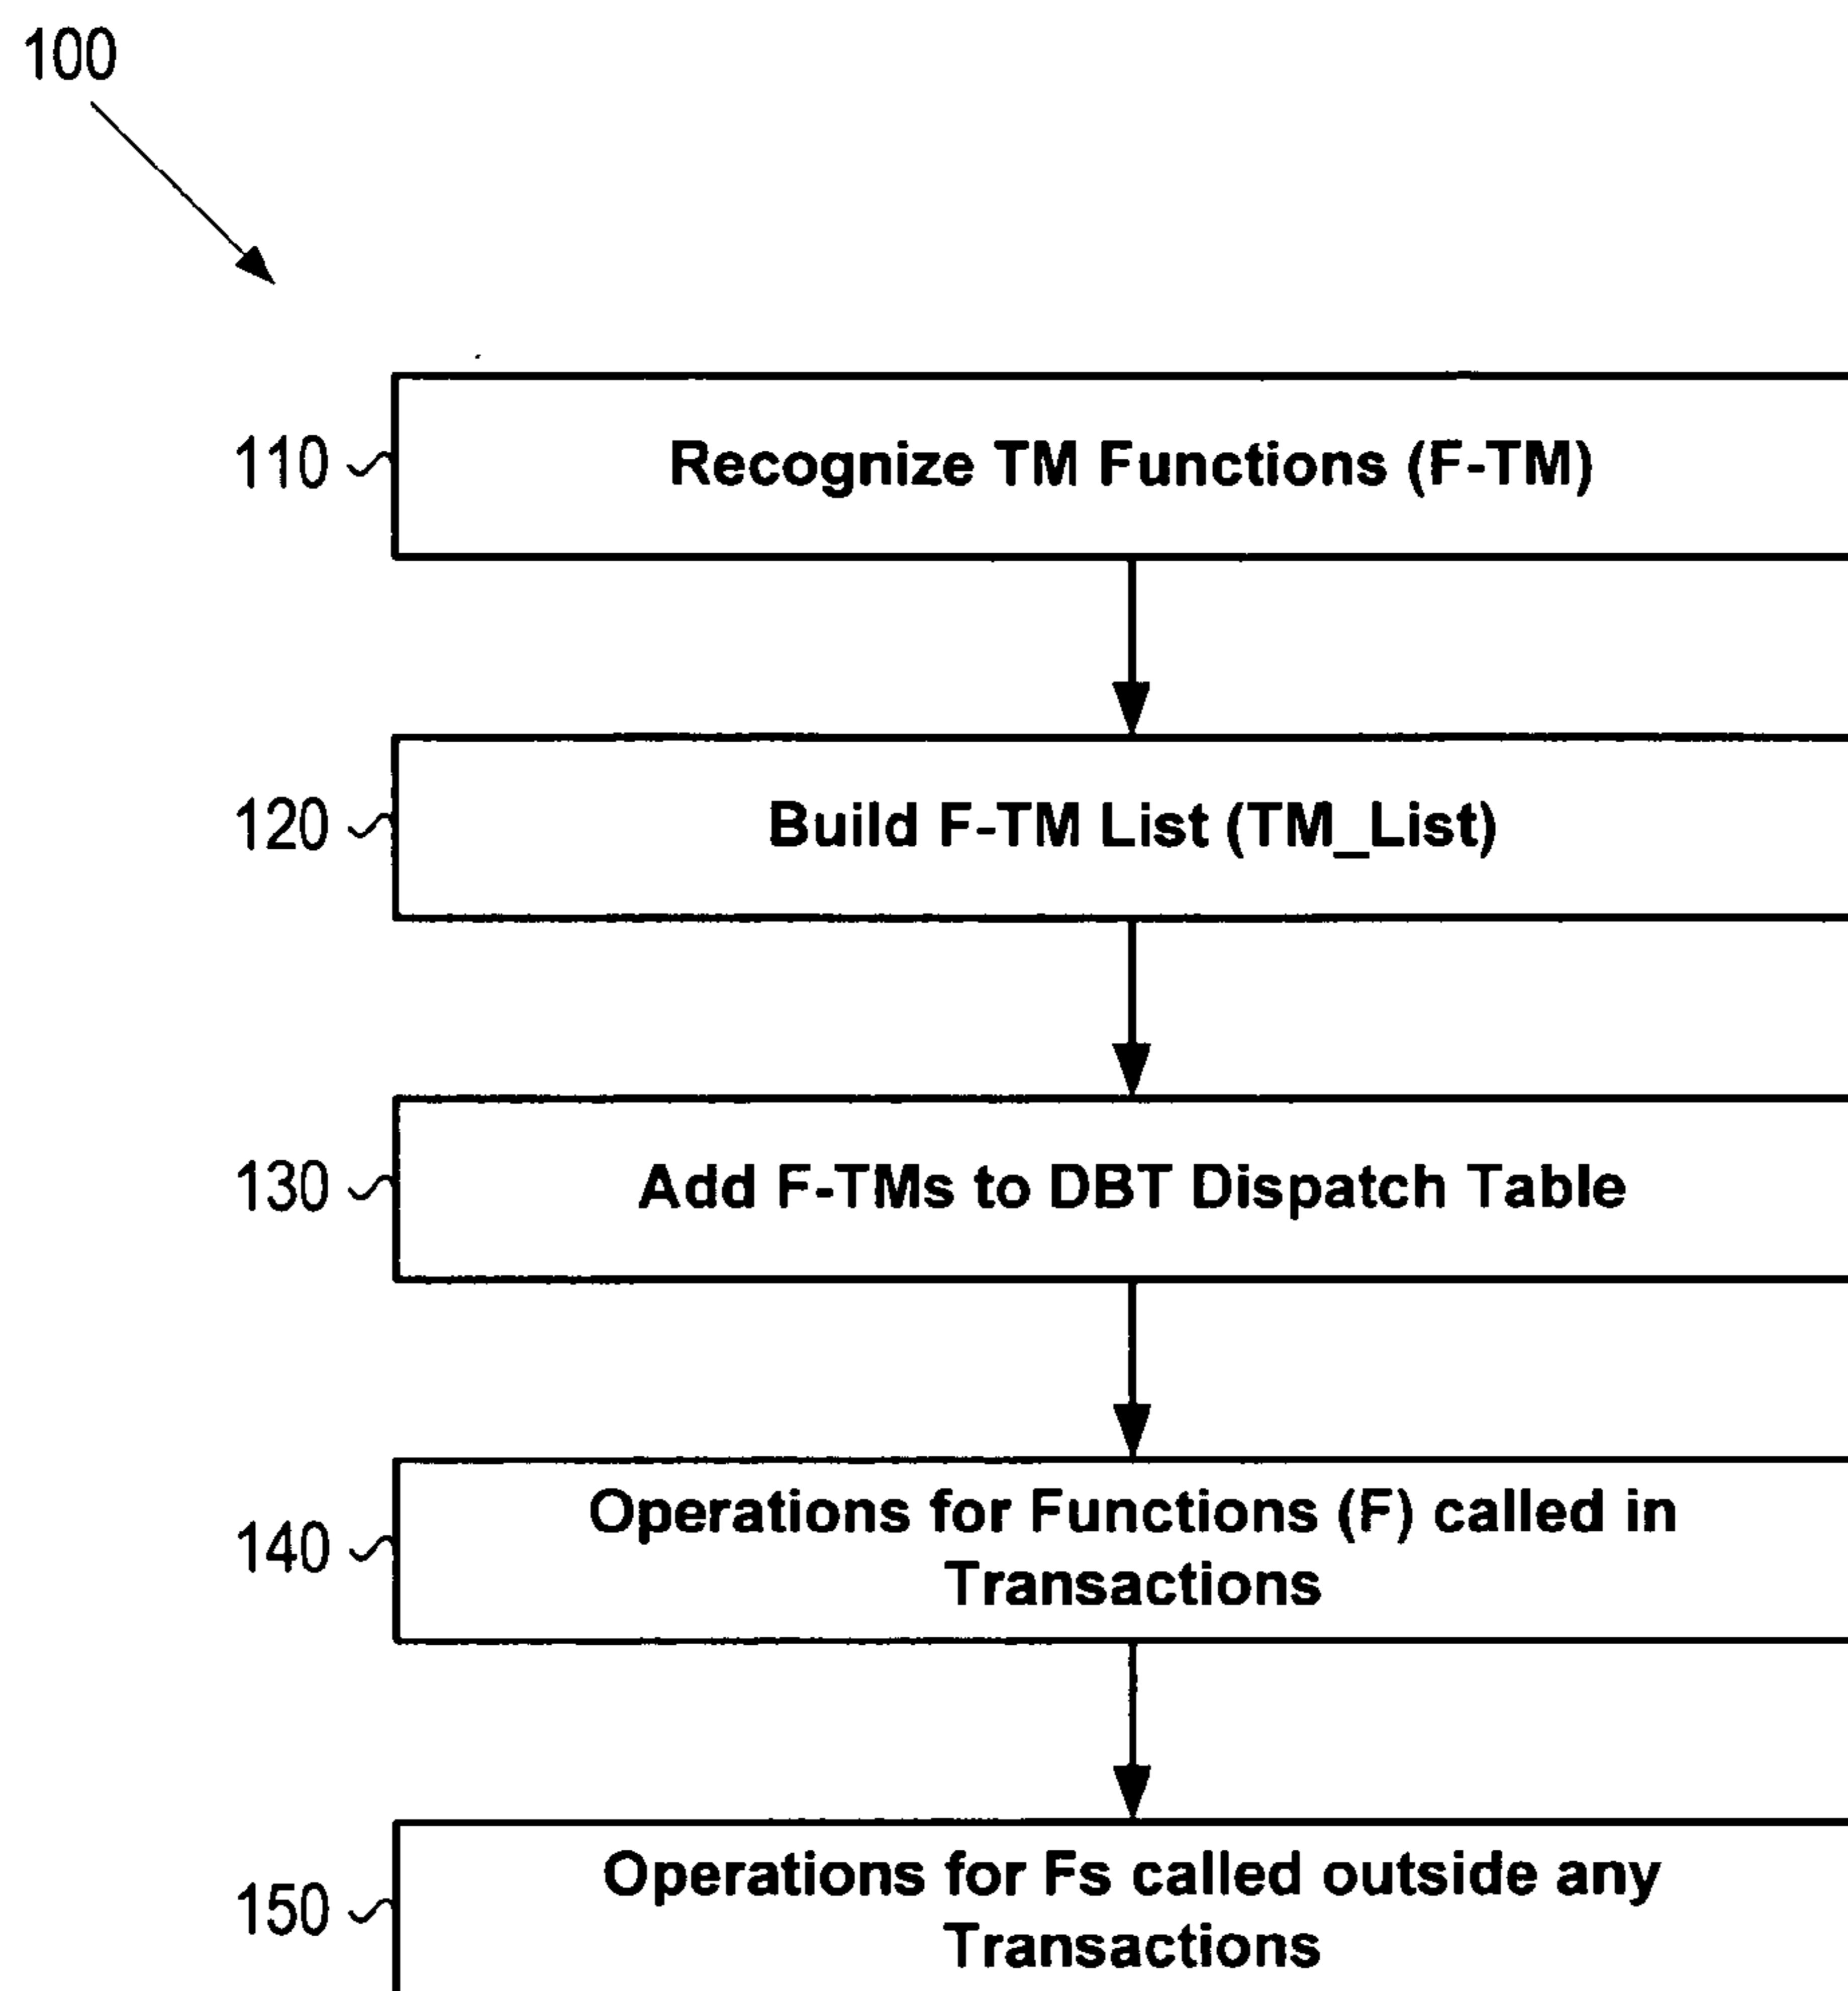 100
110
Recognize TM Functions (F-TM)
120
Build F-TM List (TM_List)
130
Add F-TMs to DBT Dispatch Table
140
Operations for Functions (F) called in
Transactions
150
Operations for Fs called outside any
Transactions